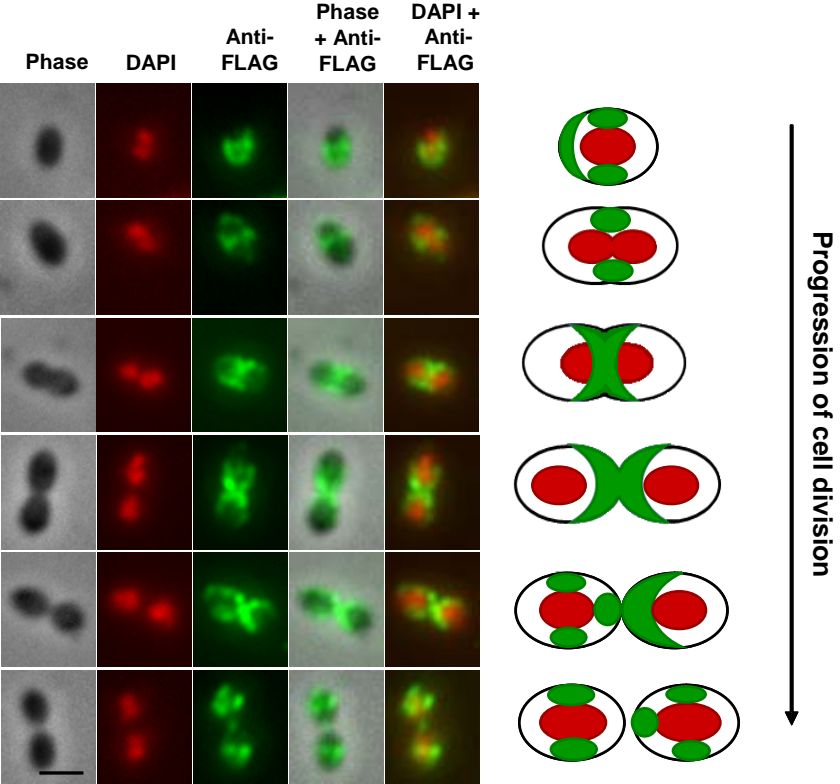 Phase
DAPI
Anti-
FLAG
Phase
+ Anti-
FLAG
DAPI +
Anti-
FLAG
Progression of cell division